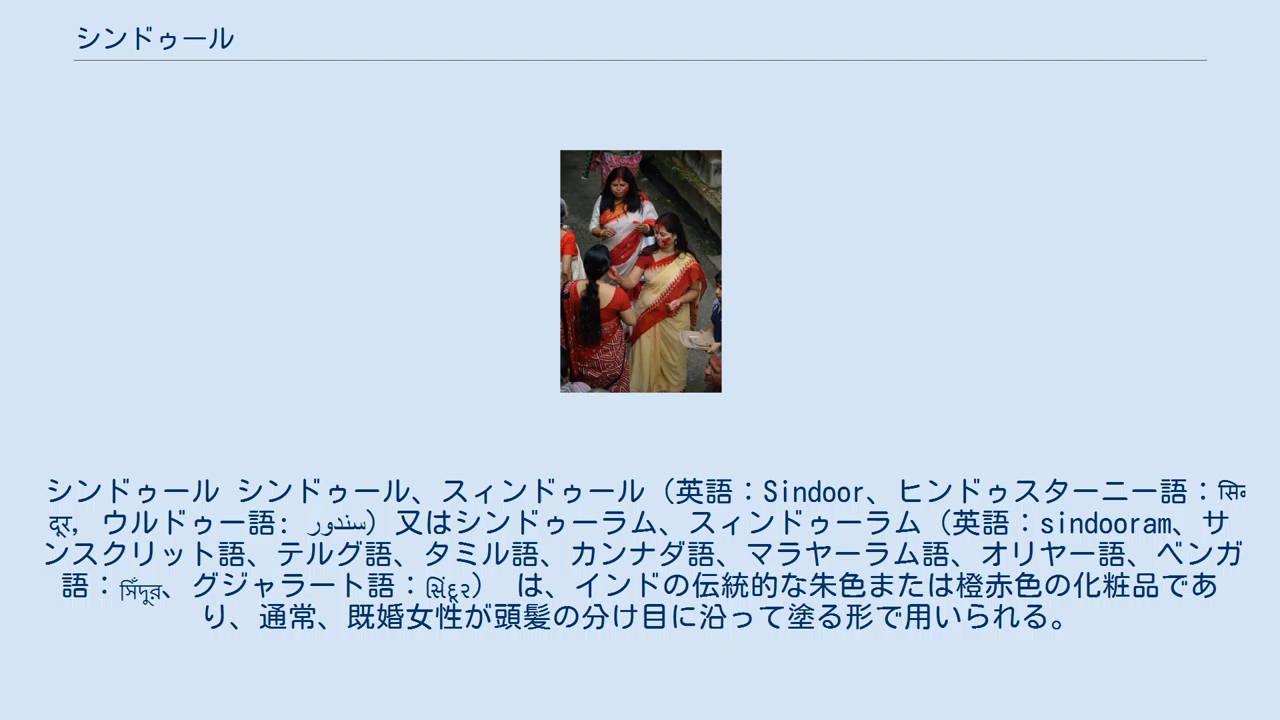 シンドゥール
シンドゥール シンドゥール、スィンドゥール（英語：Sindoor、ヒンドゥスターニー語：सिन
दूर, ウルドゥー語: سندور）又はシンドゥーラム、スィンドゥーラム（英語：sindooram、サ
ンスクリット語、テルグ語、タミル語、カンナダ語、マラヤーラム語、オリヤー語、ベンガ
語：সিঁদুর、グジャラート語：સિંદૂર） は、インドの伝統的な朱色または橙赤色の化粧品であ
り、通常、既婚女性が頭髪の分け目に沿って塗る形で用いられる。